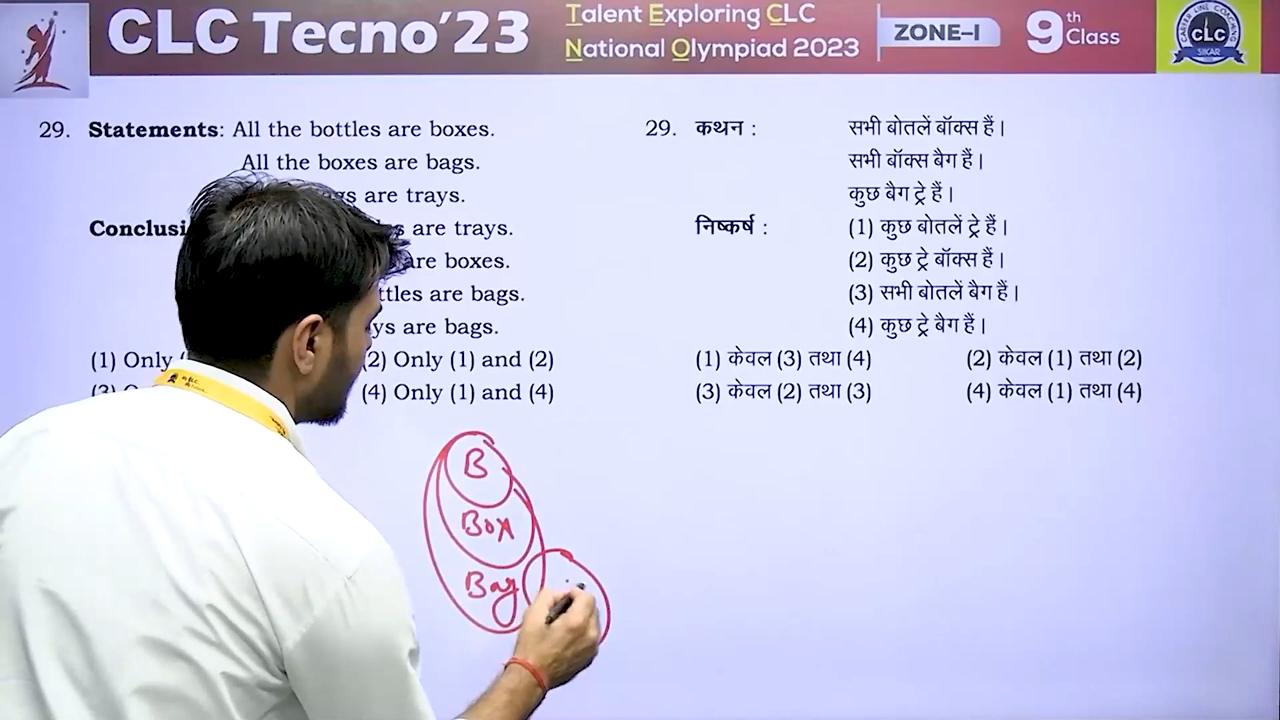 CLC Tecno’23
Talent Exploring CLC
National Olympiad 2023
ZONE–I
9th Class
CAREER LINE COACHING
CLC
SIKAR
29. Statements: All the bottles are boxes.
All the boxes are bags.
are trays.
are trays.
are boxes.
are bags.
are bags.
(1) Only
(2) Only (1) and (2)
(4) Only (1) and (4)
29. कथन : सभी बोतलें बॉक्स हैं।
सभी बॉक्स बैग हैं।
कुछ बैग ट्रे हैं।
निष्कर्ष : (1) कुछ बोतलें ट्रे हैं।
(2) कुछ ट्रे बॉक्स हैं।
(3) सभी बोतलें बैग हैं।
(4) कुछ ट्रे बैग हैं।
(1) केवल (3) तथा (4) (2) केवल (1) तथा (2)
(3) केवल (2) तथा (3) (4) केवल (1) तथा (4)
B
Box
Bag